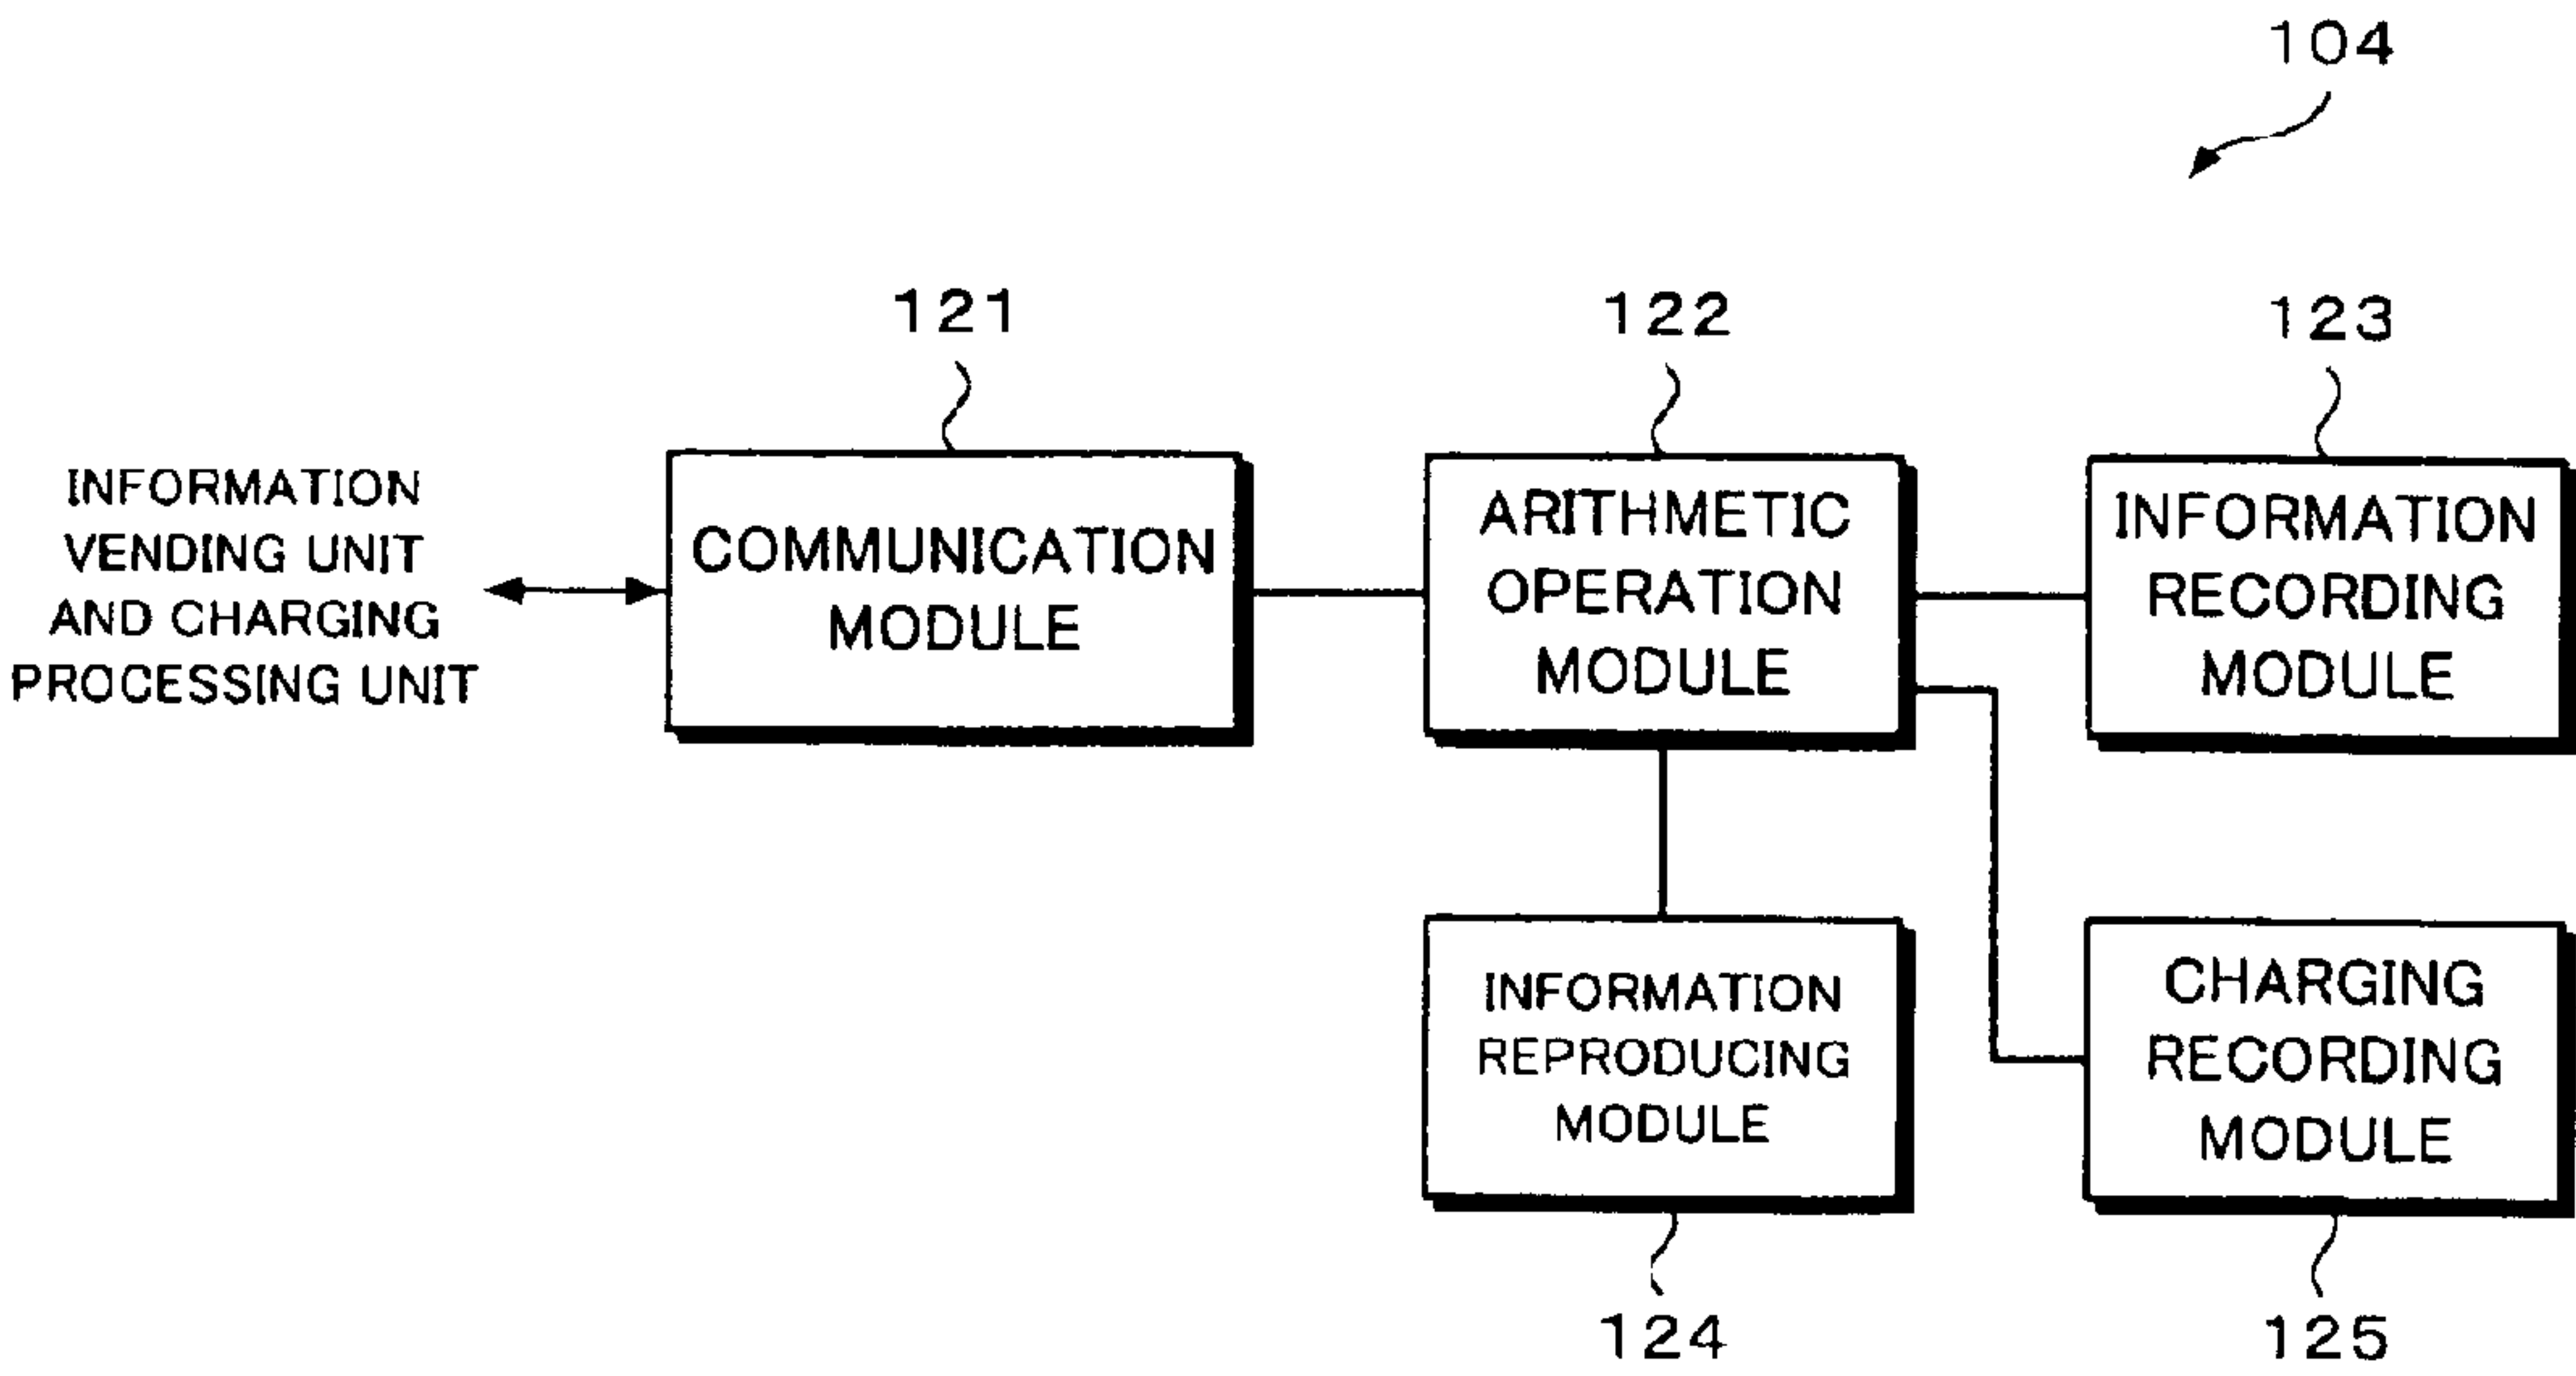 104
121
122
123
INFORMATION
VENDING UNIT
AND CHARGING
PROCESSING UNIT
COMMUNICATION
MODULE
ARITHMETIC
OPERATION
MODULE
INFORMATION
RECORDING
MODULE
INFORMATION
REPRODUCING
MODULE
CHARGING
RECORDING
MODULE
124
125